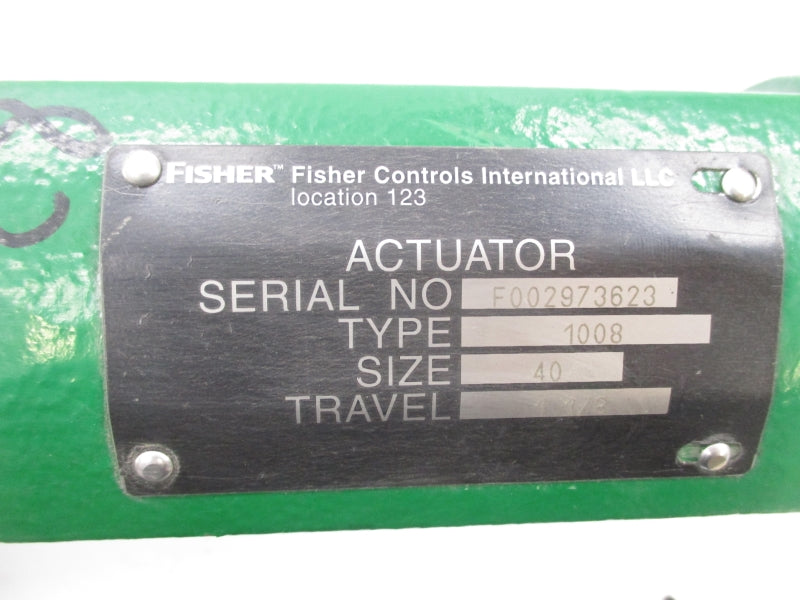 FISHER™ Fisher Controls International LLC
location 123
ACTUATOR
SERIAL NO F002973623
TYPE 1008
SIZE 40
TRAVEL